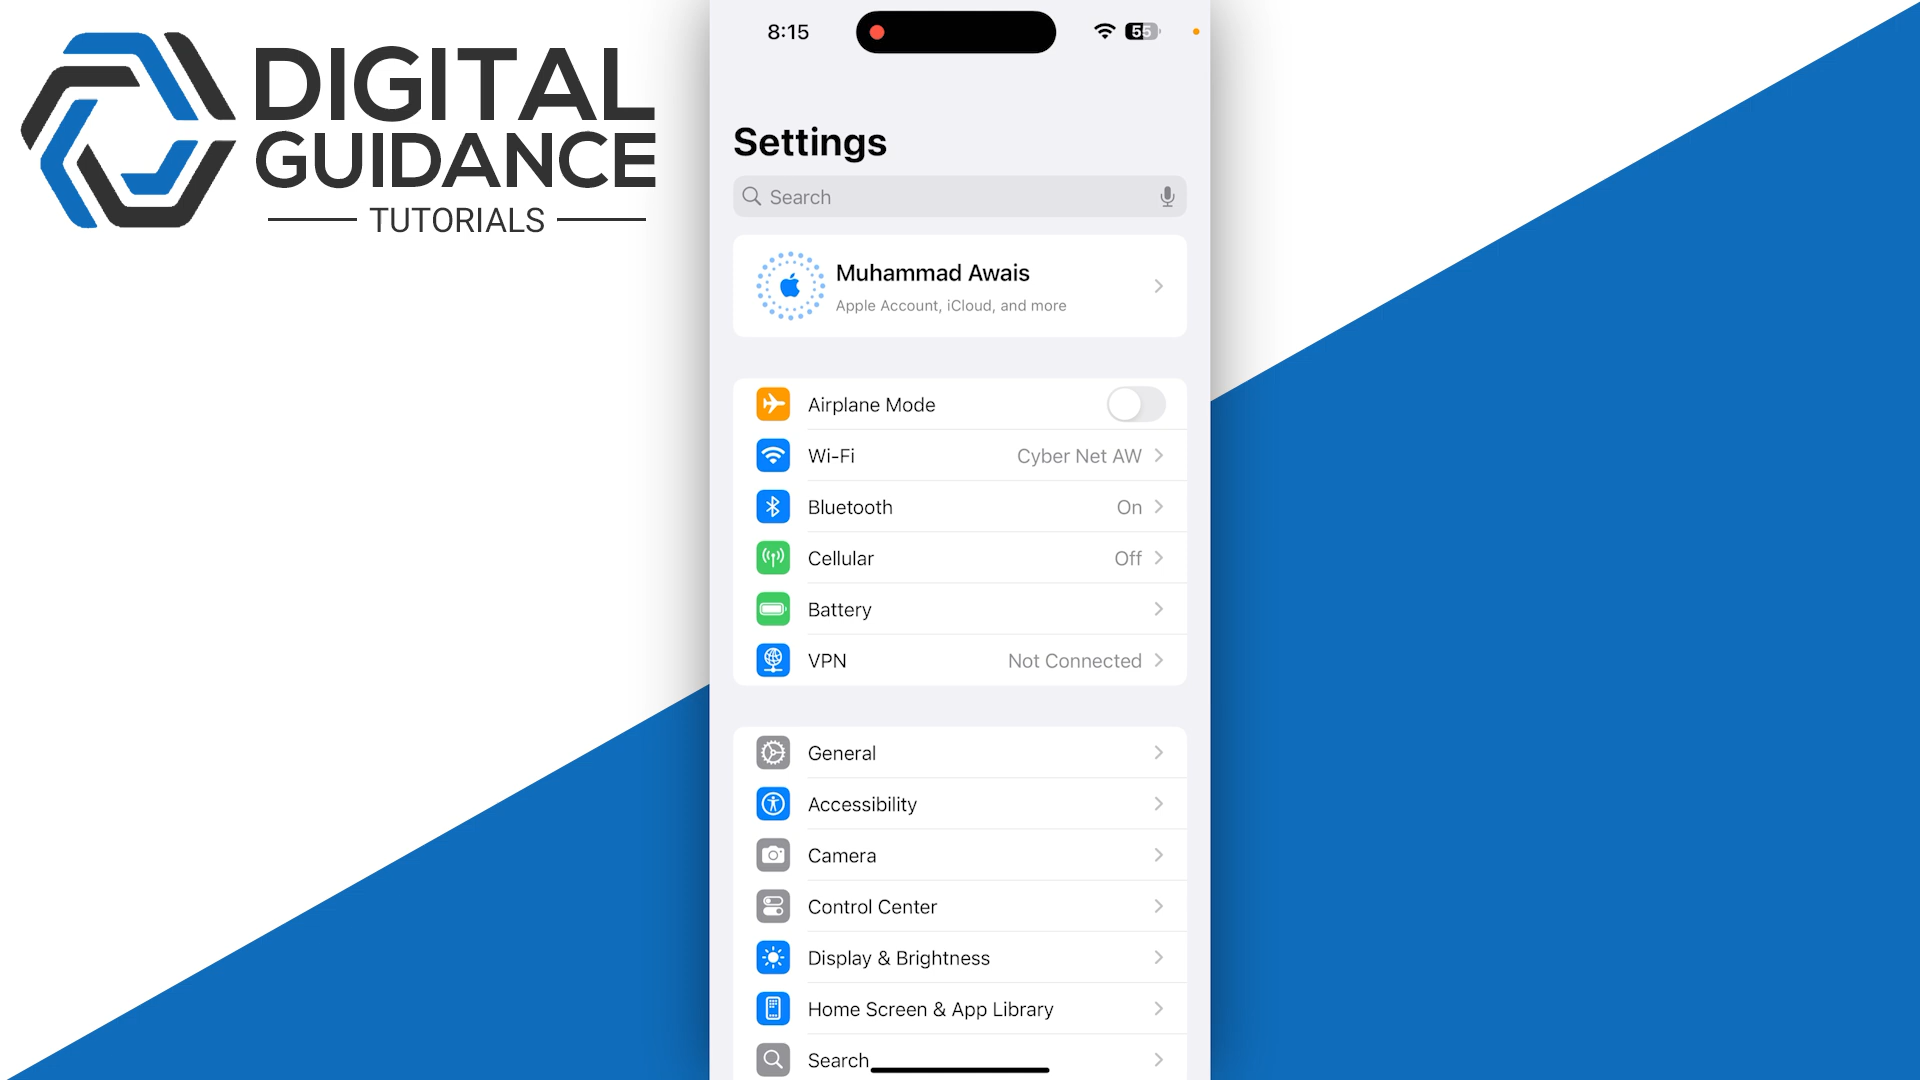 DIGITAL
GUIDANCE
TUTORIALS
8:15
55
Settings
Search
Muhammad Awais
Apple Account, iCloud, and more
Airplane Mode
Wi-Fi Cyber Net AW
Bluetooth On
Cellular Off
Battery
VPN Not Connected
General
Accessibility
Camera
Control Center
Display & Brightness
Home Screen & App Library
Search